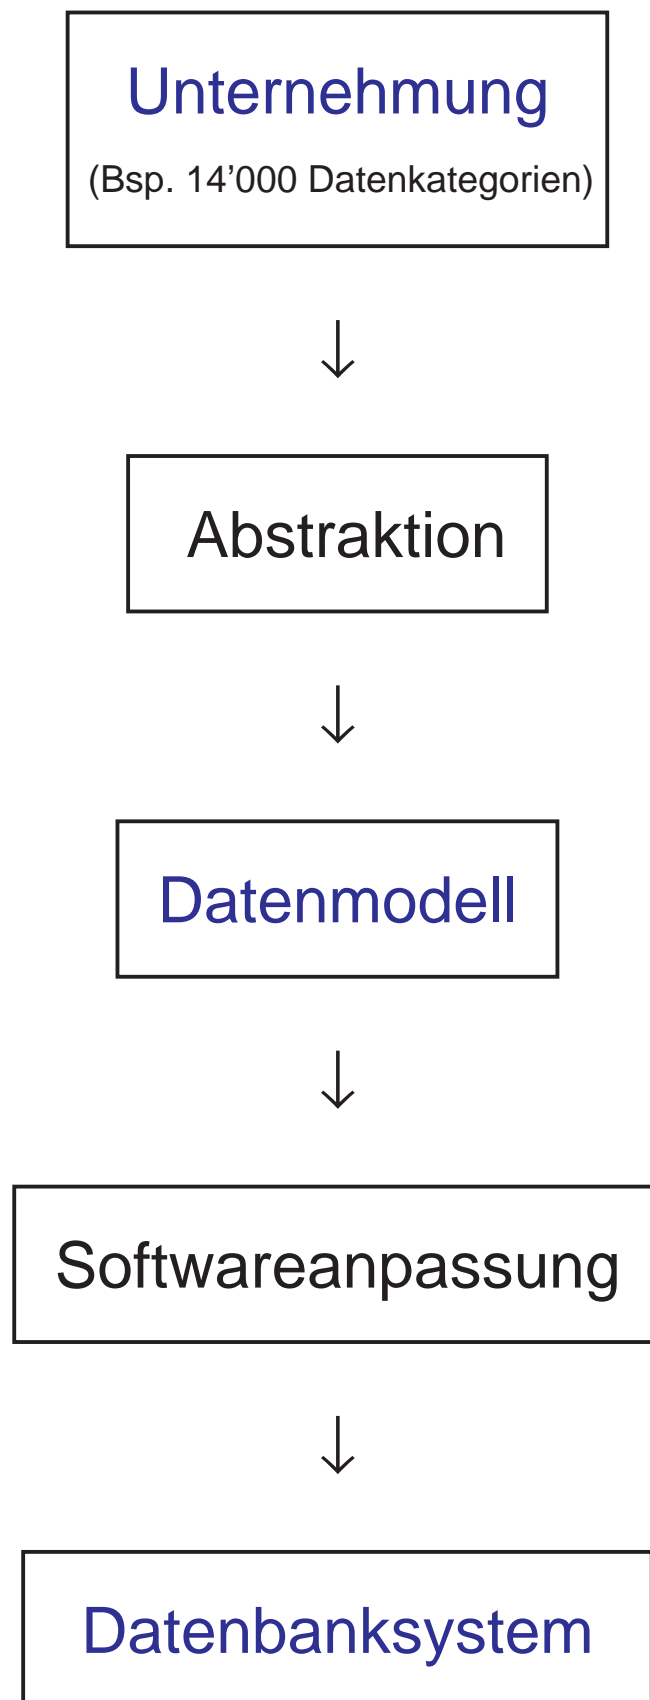 Unternehmung
(Bsp. 14’000 Datenkategorien)
↓
Abstraktion
↓
Datenmodell
↓
Softwareanpassung
↓
Datenbanksystem